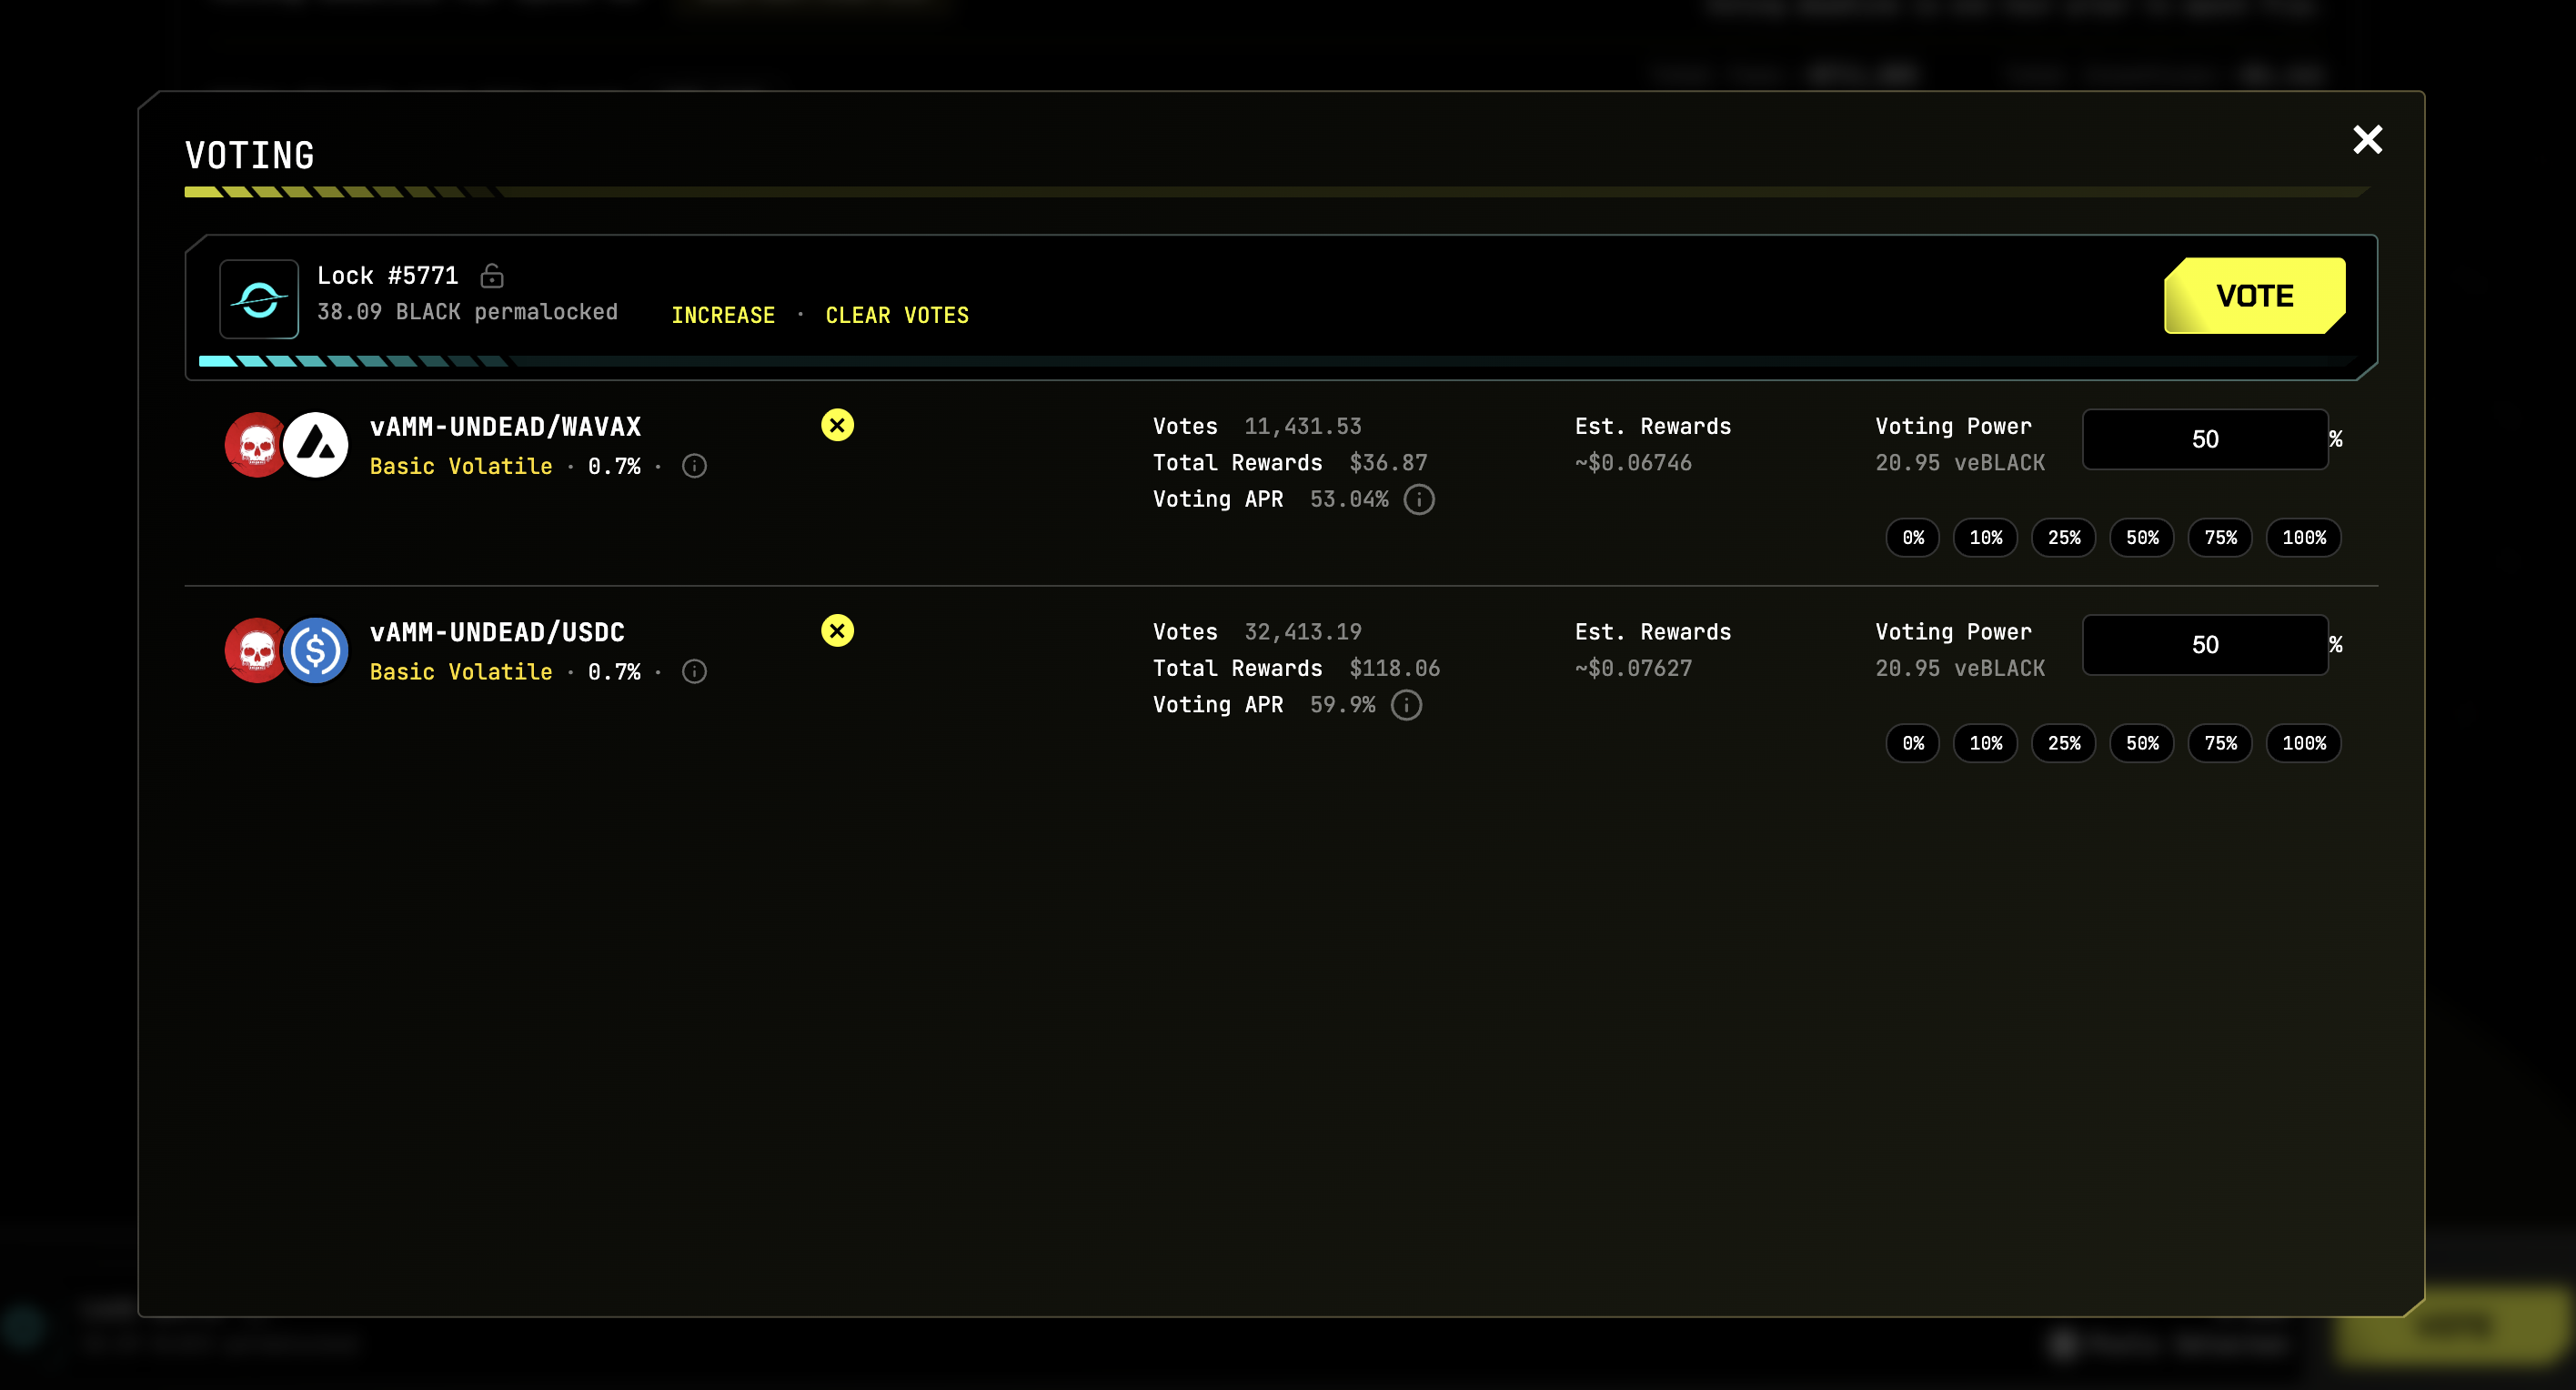 VOTING
Lock #5771
38.09 BLACK permalocked
INCREASE · CLEAR VOTES
VOTE
vAMM-UNDEAD/WAVAX
Basic Volatile · 0.7% ·
Votes 11,431.53
Total Rewards $36.87
Voting APR 53.04%
Est. Rewards
~$0.06746
Voting Power
20.95 veBLACK
50 %
0% 10% 25% 50% 75% 100%
vAMM-UNDEAD/USDC
Basic Volatile · 0.7% ·
Votes 32,413.19
Total Rewards $118.06
Voting APR 59.9%
Est. Rewards
~$0.07627
Voting Power
20.95 veBLACK
50 %
0% 10% 25% 50% 75% 100%